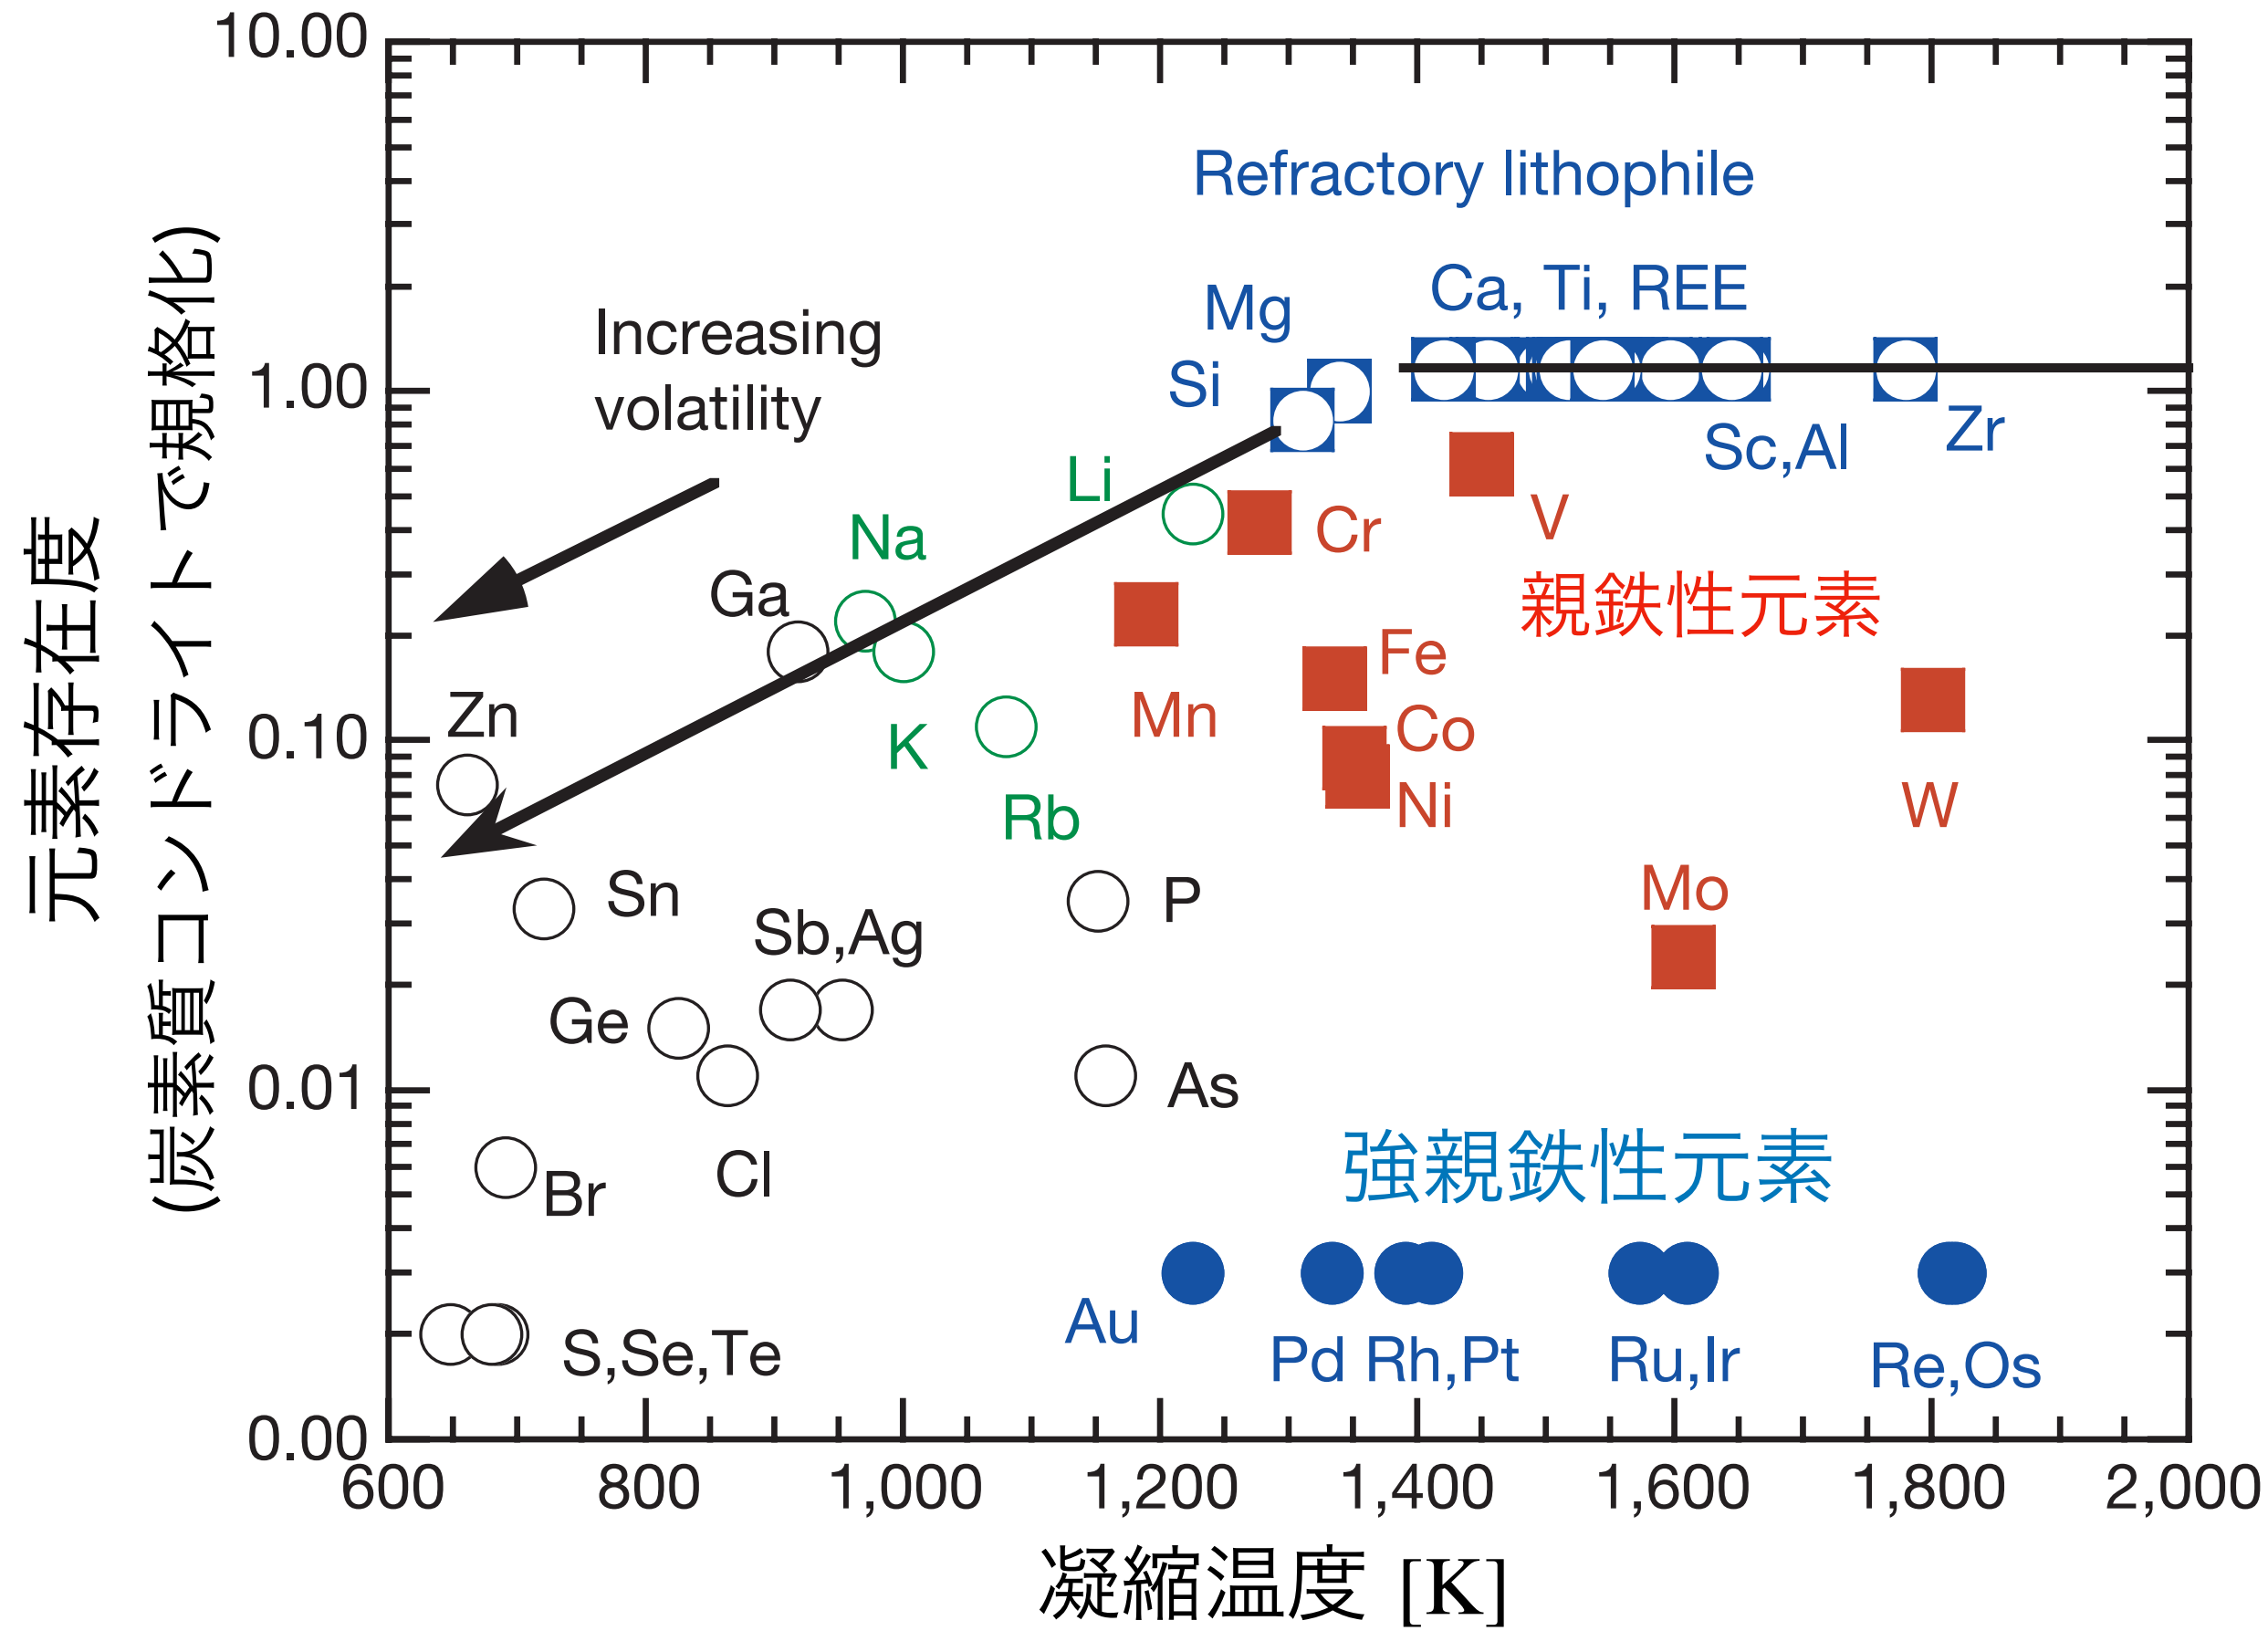 10.00
1.00
0.10
0.01
0.00
元素存在度
(炭素質コンドライトで規格化)
Refractory lithophile
Ca, Ti, REE
Mg
Si
Increasing
volatility
Sc,Al
Zr
Li
Na
Ga
Cr
V
親鉄性元素
Zn
K
Mn
Fe
Co
Rb
Ni
W
Mo
Sn
P
Sb,Ag
Ge
As
強親鉄性元素
Cl
Br
Au
S,Se,Te
Pd
Rh,Pt
Ru,Ir
Re,Os
600
800
1,000
1,200
1,400
1,600
1,800
2,000
凝縮温度 [K]